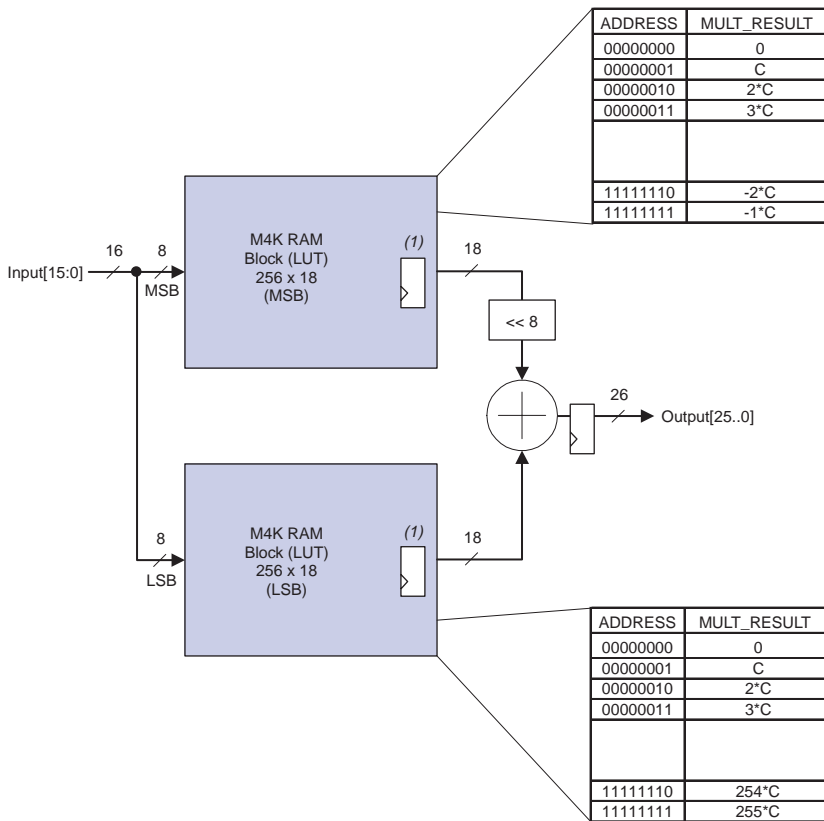 ADDRESS MULT_RESULT
00000000 0
00000001 C
00000010 2*C
00000011 3*C
11111110 -2*C
11111111 -1*C
M4K RAM
Block (LUT)
256 x 18
(MSB)
(1)
16
8
18
Input[15:0]
MSB
<< 8
26
Output[25..0]
M4K RAM
Block (LUT)
256 x 18
(LSB)
(1)
8
18
LSB
ADDRESS MULT_RESULT
00000000 0
00000001 C
00000010 2*C
00000011 3*C
11111110 254*C
11111111 255*C